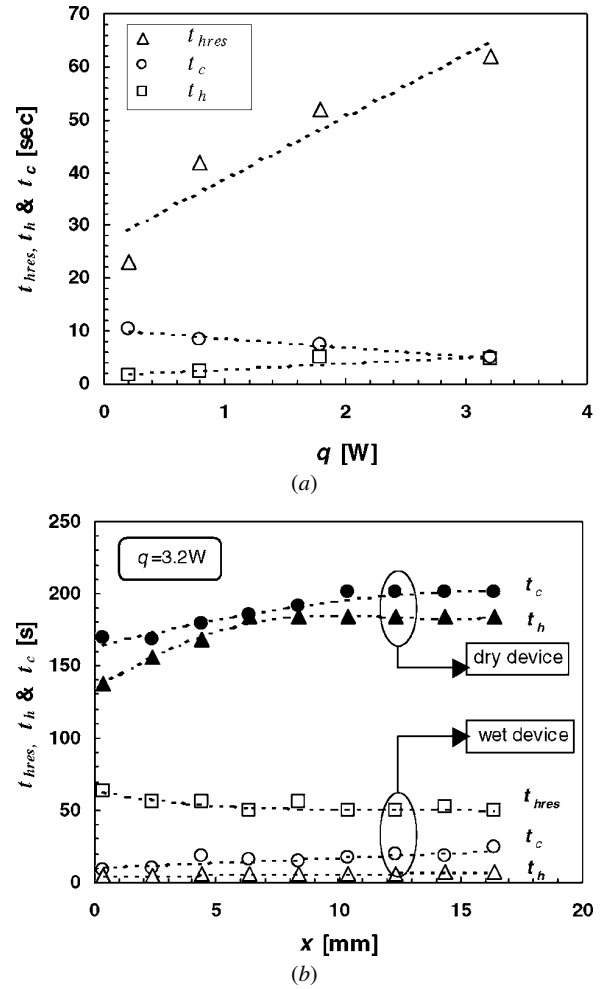 70
60
50
40
30
20
10
0
t_hres, t_h & t_c [sec]
t_hres
t_c
t_h
0 1 2 3 4
q [W]
(a)
250
200
150
100
50
0
t_hres, t_h & t_c [s]
q=3.2W
t_c
t_h
dry device
wet device
t_hres
t_c
t_h
0 5 10 15 20
x [mm]
(b)